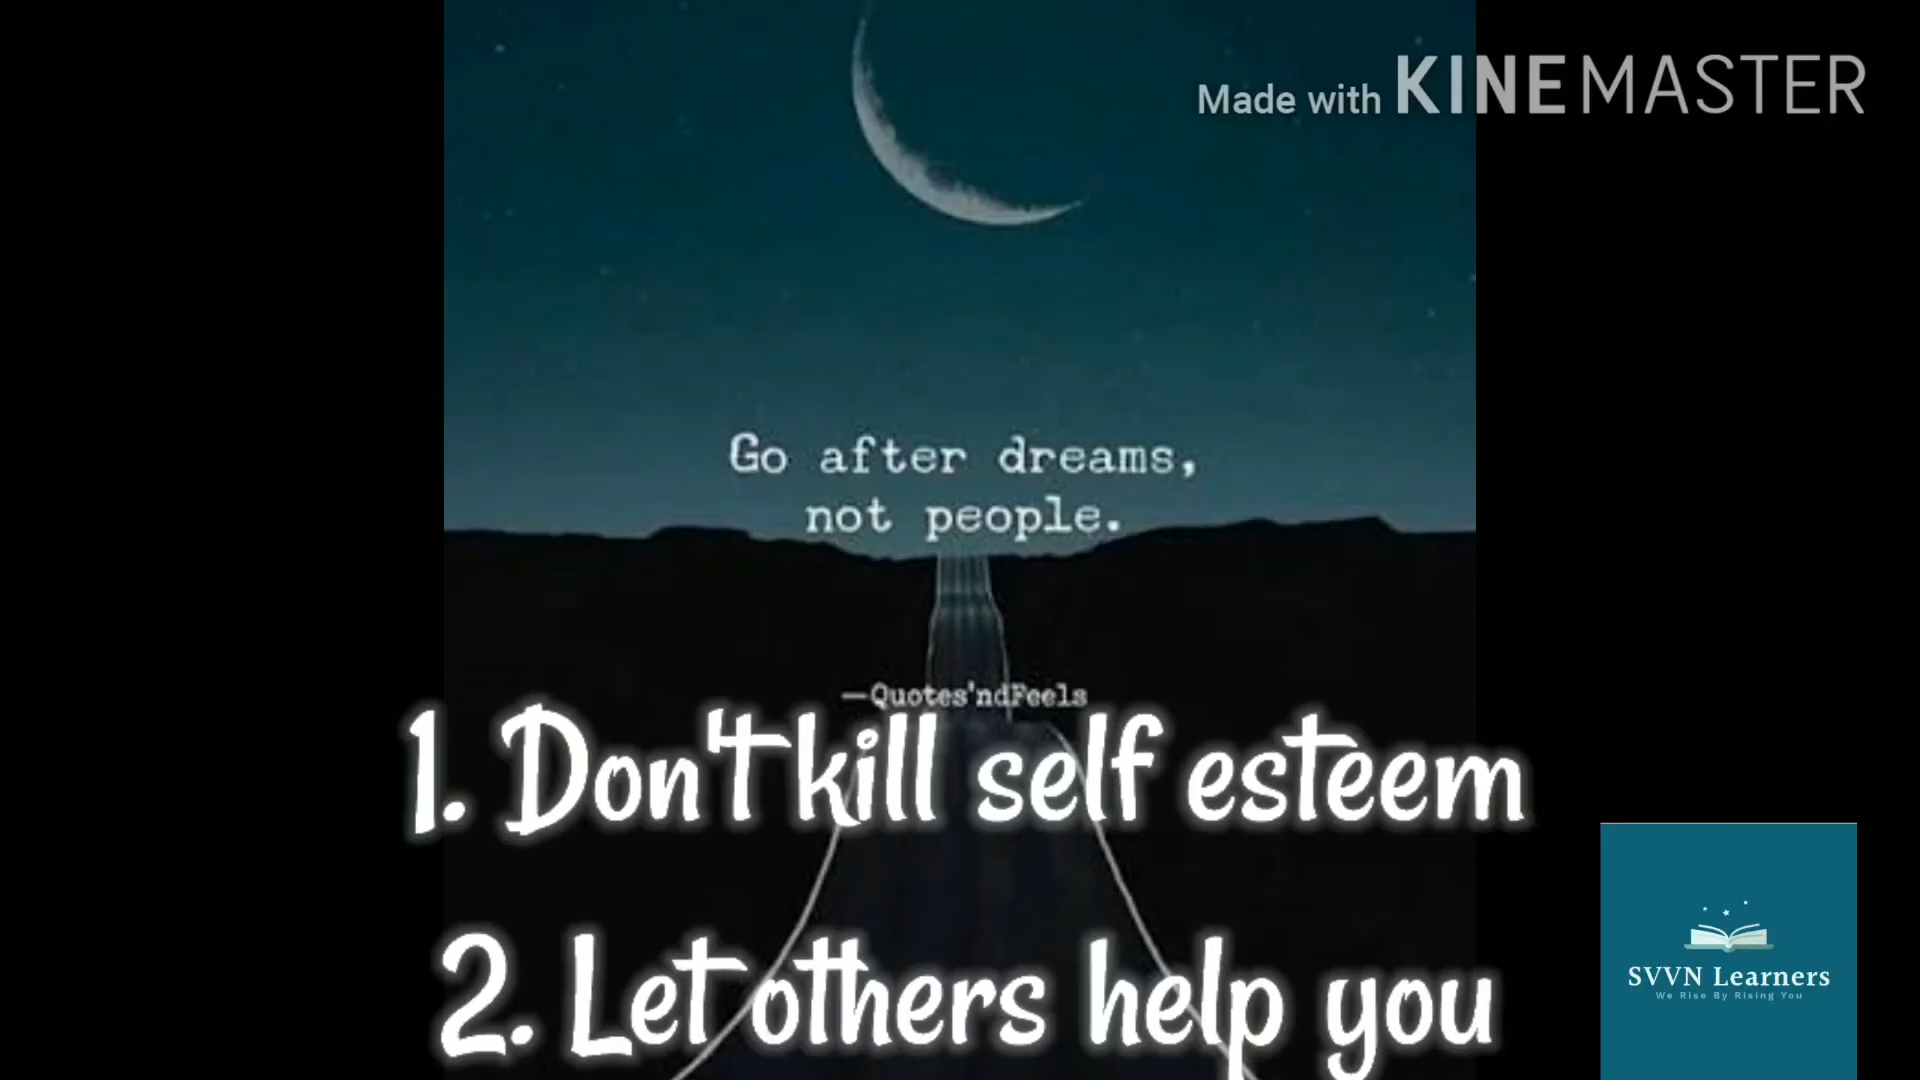 Made with KINEMASTER
Go after dreams,
not people.
—Quotes'ndFeels
1. Don't kill self esteem
2. Let others help you
SVVN Learners
We Rise By Rising You